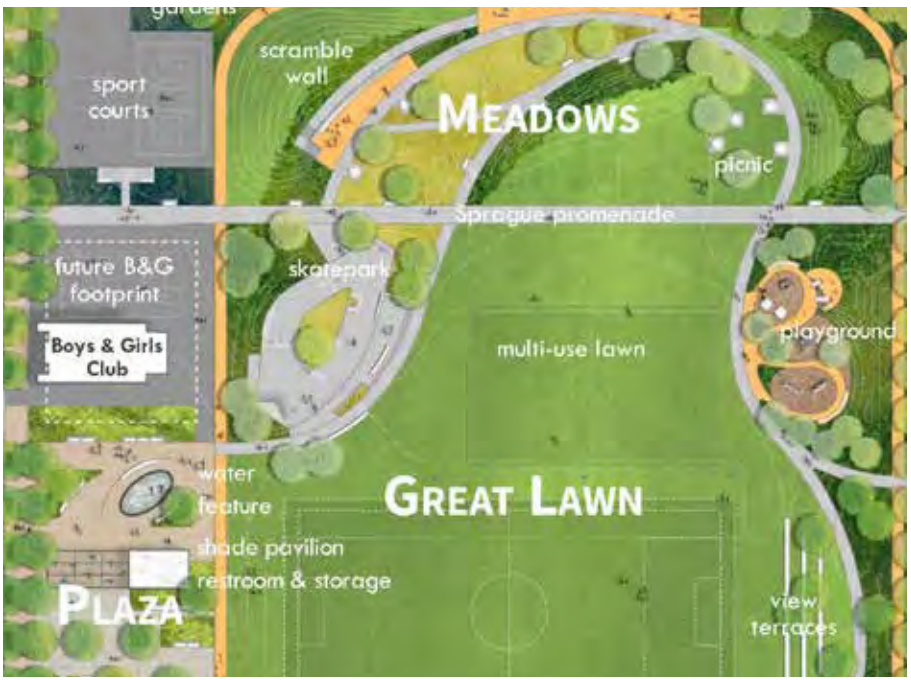 gardens
scramble
wall
sport
courts
MEADOWS
picnic
Sprague promenade
future B&G
footprint
skatepark
Boys & Girls
Club
multi-use lawn
playground
water
feature
GREAT LAWN
shade pavilion
restroom & storage
PLAZA
view
terraces